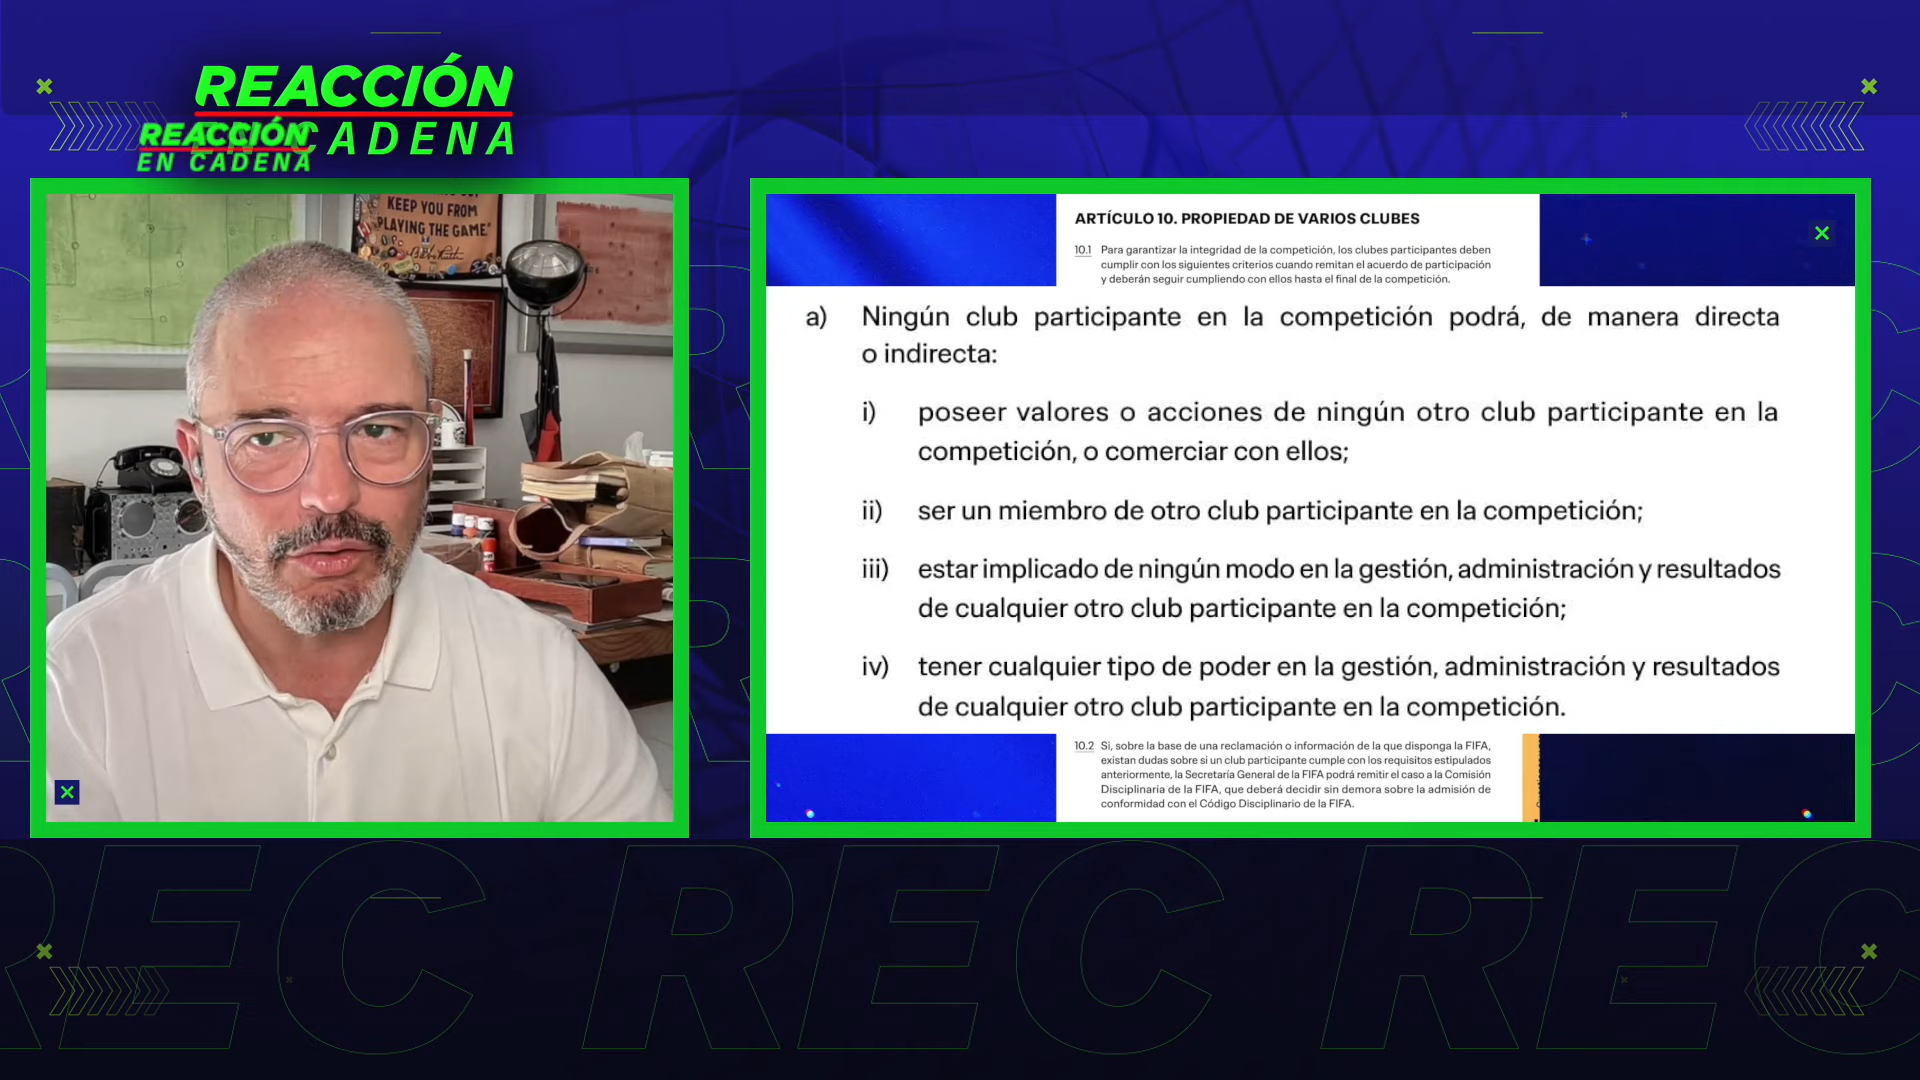 REACCIÓN
CADENA
REACCIÓN
EN CADENA
KEEP YOU FROM
PLAYING THE GAME"
ARTÍCULO 10. PROPIEDAD DE VARIOS CLUBES
10.1 Para garantizar la integridad de la competición, los clubes participantes deben
cumplir con los siguientes criterios cuando remitan el acuerdo de participación
y deberán seguir cumpliendo con ellos hasta el final de la competición.
a) Ningún club participante en la competición podrá, de manera directa
o indirecta:
i) poseer valores o acciones de ningún otro club participante en la
competición, o comerciar con ellos;
ii) ser un miembro de otro club participante en la competición;
iii) estar implicado de ningún modo en la gestión, administración y resultados
de cualquier otro club participante en la competición;
iv) tener cualquier tipo de poder en la gestión, administración y resultados
de cualquier otro club participante en la competición.
10.2 Si, sobre la base de una reclamación o información de la que disponga la FIFA,
existan dudas sobre si un club participante cumple con los requisitos estipulados
anteriormente, la Secretaría General de la FIFA podrá remitir el caso a la Comisión
Disciplinaria de la FIFA, que deberá decidir sin demora sobre la admisión de
conformidad con el Código Disciplinario de la FIFA.
REC REC REC